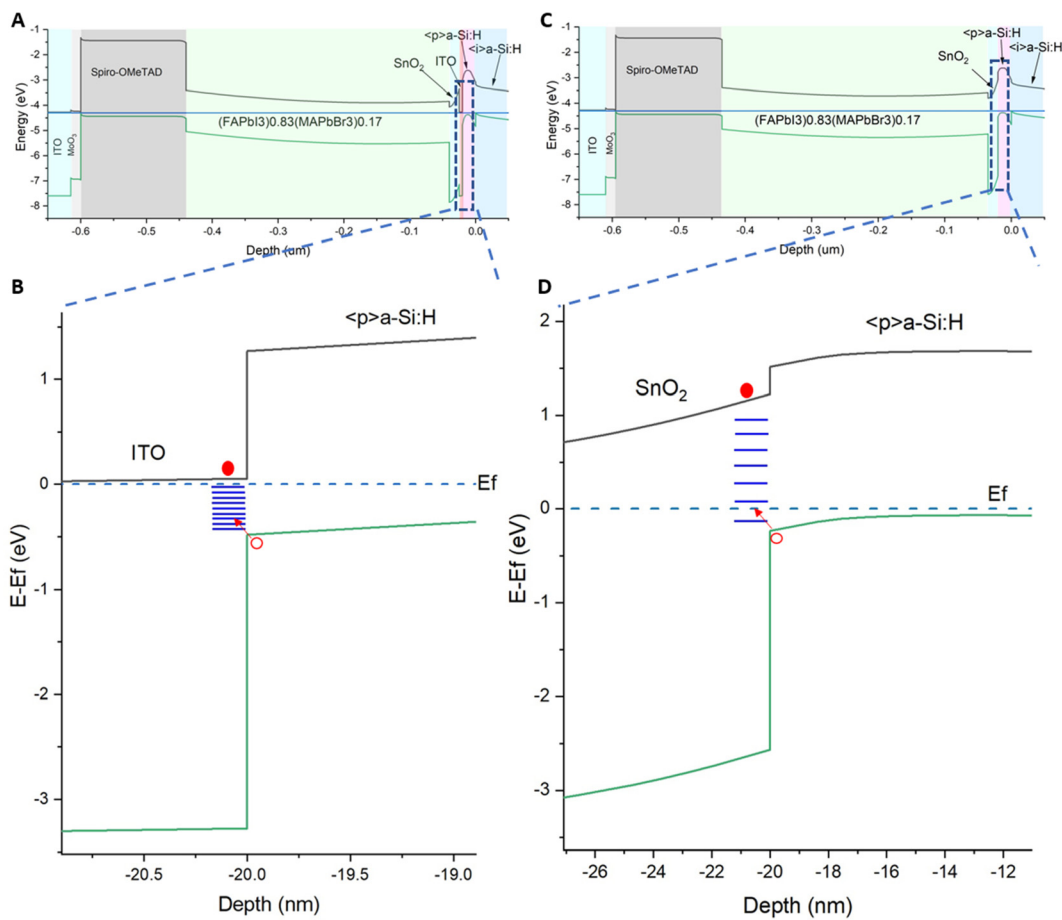 A
Energy (eV)
-1
-2
-3
-4
-5
-6
-7
-8
Spiro-OMeTAD
ITO
MoO3
SnO2
ITO
<p>a-Si:H
<i>a-Si:H
(FAPbI3)0.83(MAPbBr3)0.17
-0.6
-0.5
-0.4
-0.3
-0.2
-0.1
0.0
Depth (um)
C
Energy (eV)
-1
-2
-3
-4
-5
-6
-7
-8
Spiro-OMeTAD
ITO
MoO3
SnO2
<p>a-Si:H
<i>a-Si:H
(FAPbI3)0.83(MAPbBr3)0.17
-0.6
-0.5
-0.4
-0.3
-0.2
-0.1
0.0
Depth (um)
B
E-Ef (eV)
1
0
-1
-2
-3
<p>a-Si:H
ITO
Ef
-20.5
-20.0
-19.5
-19.0
Depth (nm)
D
E-Ef (eV)
2
1
0
-1
-2
-3
<p>a-Si:H
SnO2
Ef
-26
-24
-22
-20
-18
-16
-14
-12
Depth (nm)